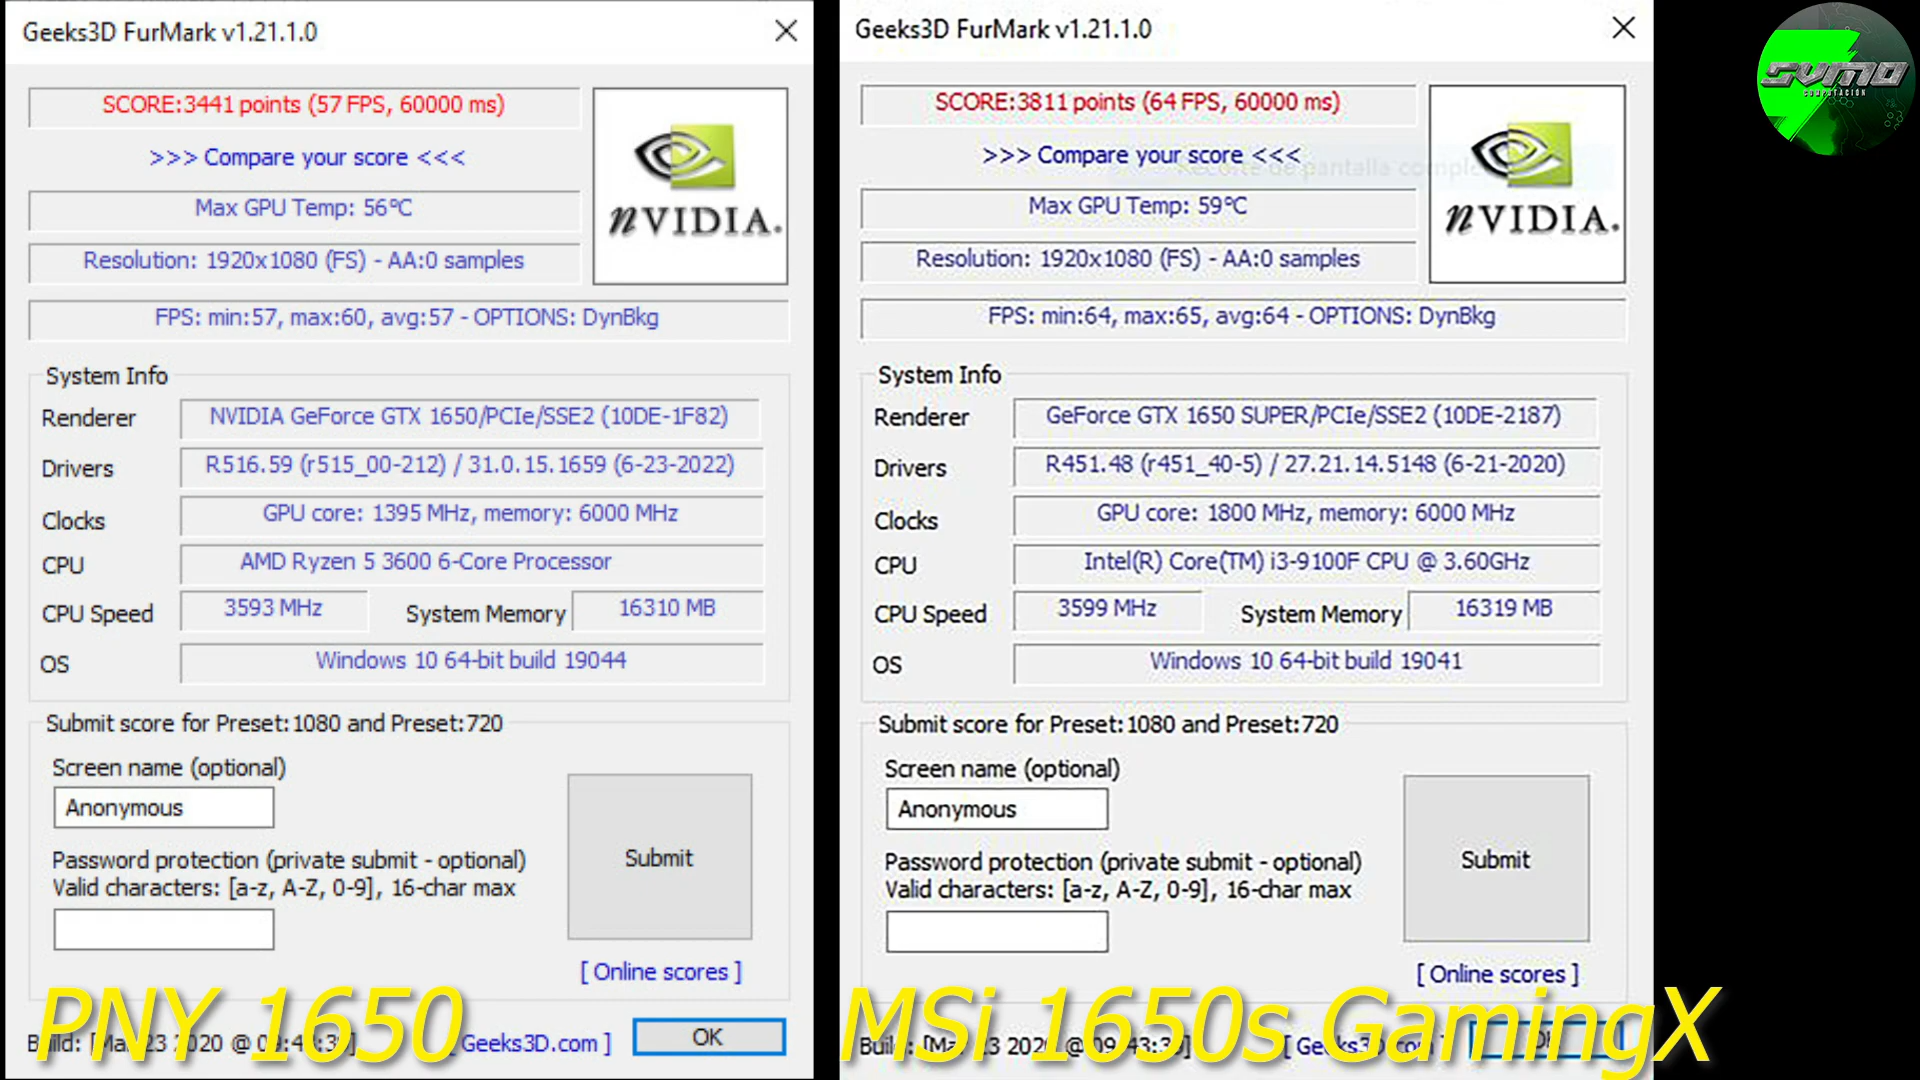 Geeks3D FurMark v1.21.1.0
SCORE:3441 points (57 FPS, 60000 ms)
>>> Compare your score <<<
Max GPU Temp: 56°C
Resolution: 1920x1080 (FS) - AA:0 samples
nVIDIA.
FPS: min:57, max:60, avg:57 - OPTIONS: DynBkg
System Info
Renderer NVIDIA GeForce GTX 1650/PCIe/SSE2 (10DE-1F82)
Drivers R516.59 (r515_00-212) / 31.0.15.1659 (6-23-2022)
Clocks GPU core: 1395 MHz, memory: 6000 MHz
CPU AMD Ryzen 5 3600 6-Core Processor
CPU Speed 3593 MHz System Memory 16310 MB
OS Windows 10 64-bit build 19044
Submit score for Preset:1080 and Preset:720
Screen name (optional)
Anonymous
Password protection (private submit - optional)
Valid characters: [a-z, A-Z, 0-9], 16-char max
Submit
[ Online scores ]
PNY 1650
[ Geeks3D.com ] OK
Geeks3D FurMark v1.21.1.0
SCORE:3811 points (64 FPS, 60000 ms)
>>> Compare your score <<<
Recorte de pantalla
Max GPU Temp: 59°C
Resolution: 1920x1080 (FS) - AA:0 samples
nVIDIA.
FPS: min:64, max:65, avg:64 - OPTIONS: DynBkg
System Info
Renderer GeForce GTX 1650 SUPER/PCIe/SSE2 (10DE-2187)
Drivers R451.48 (r451_40-5) / 27.21.14.5148 (6-21-2020)
Clocks GPU core: 1800 MHz, memory: 6000 MHz
CPU Intel(R) Core(TM) i3-9100F CPU @ 3.60GHz
CPU Speed 3599 MHz System Memory 16319 MB
OS Windows 10 64-bit build 19041
Submit score for Preset:1080 and Preset:720
Screen name (optional)
Anonymous
Password protection (private submit - optional)
Valid characters: [a-z, A-Z, 0-9], 16-char max
Submit
[ Online scores ]
MSi 1650s GamingX
SVMO
COMPUTACIÓN